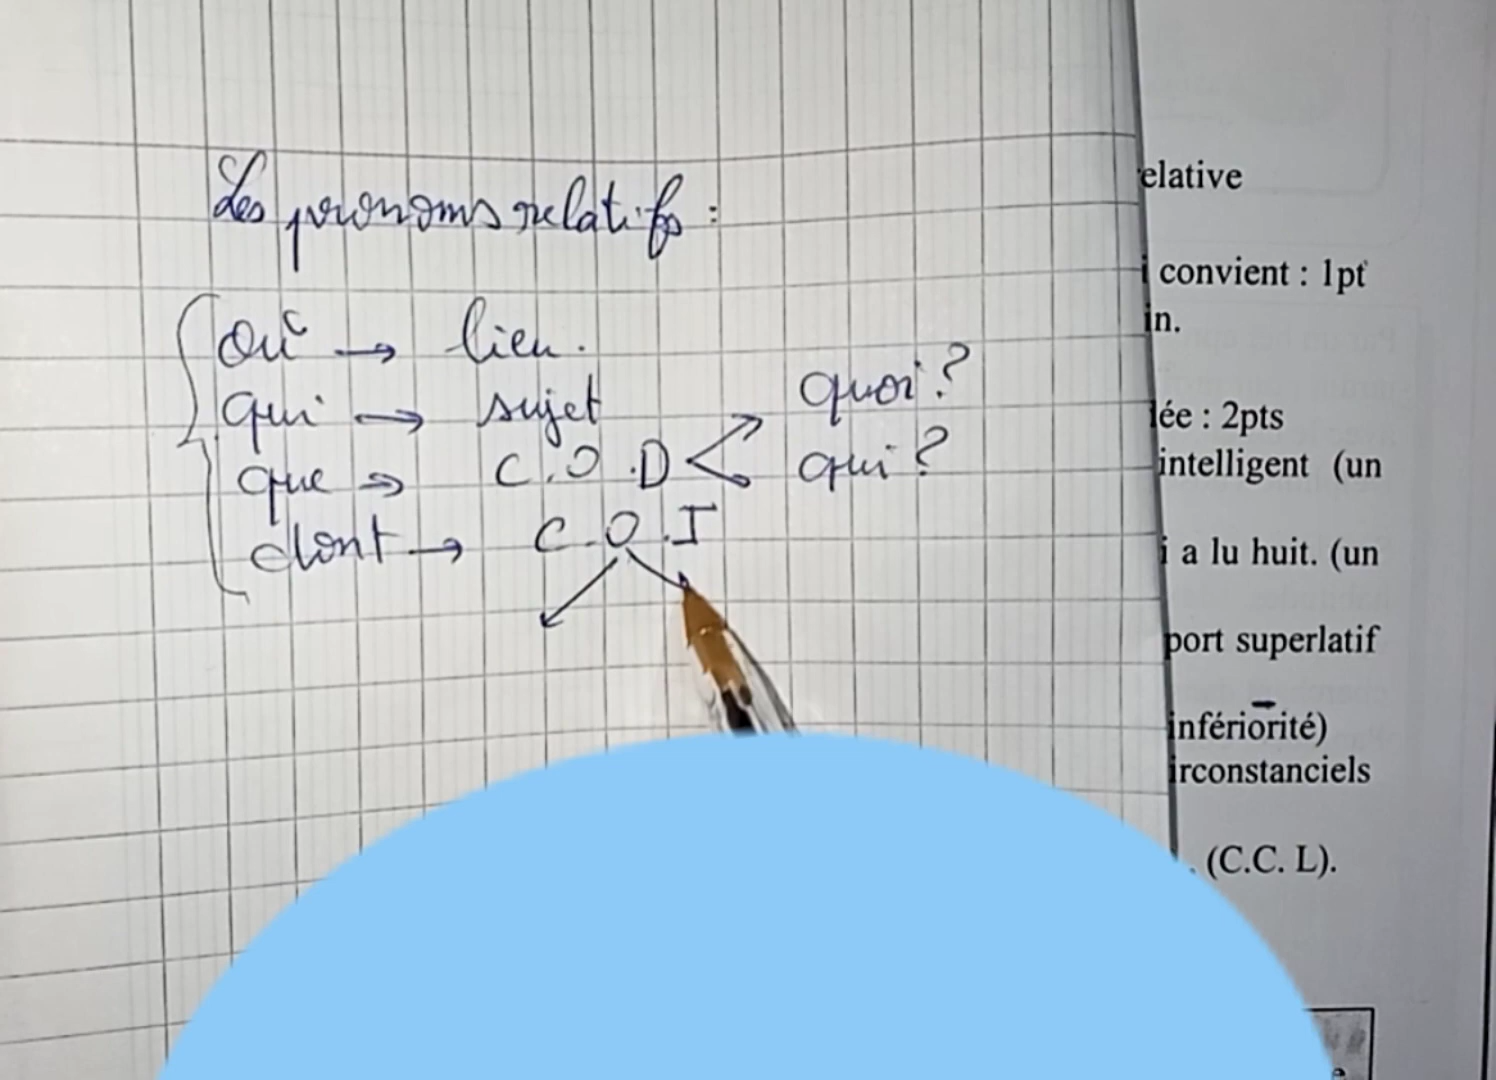 Les pronoms relatifs :
où → lieu.
qui → sujet
que → C.O.D
quoi ?
qui ?
dont → C.O.I
elative
i convient : 1pt
in.
lée : 2pts
intelligent (un
i a lu huit. (un
port superlatif
infériorité)
irconstanciels
. (C.C. L).